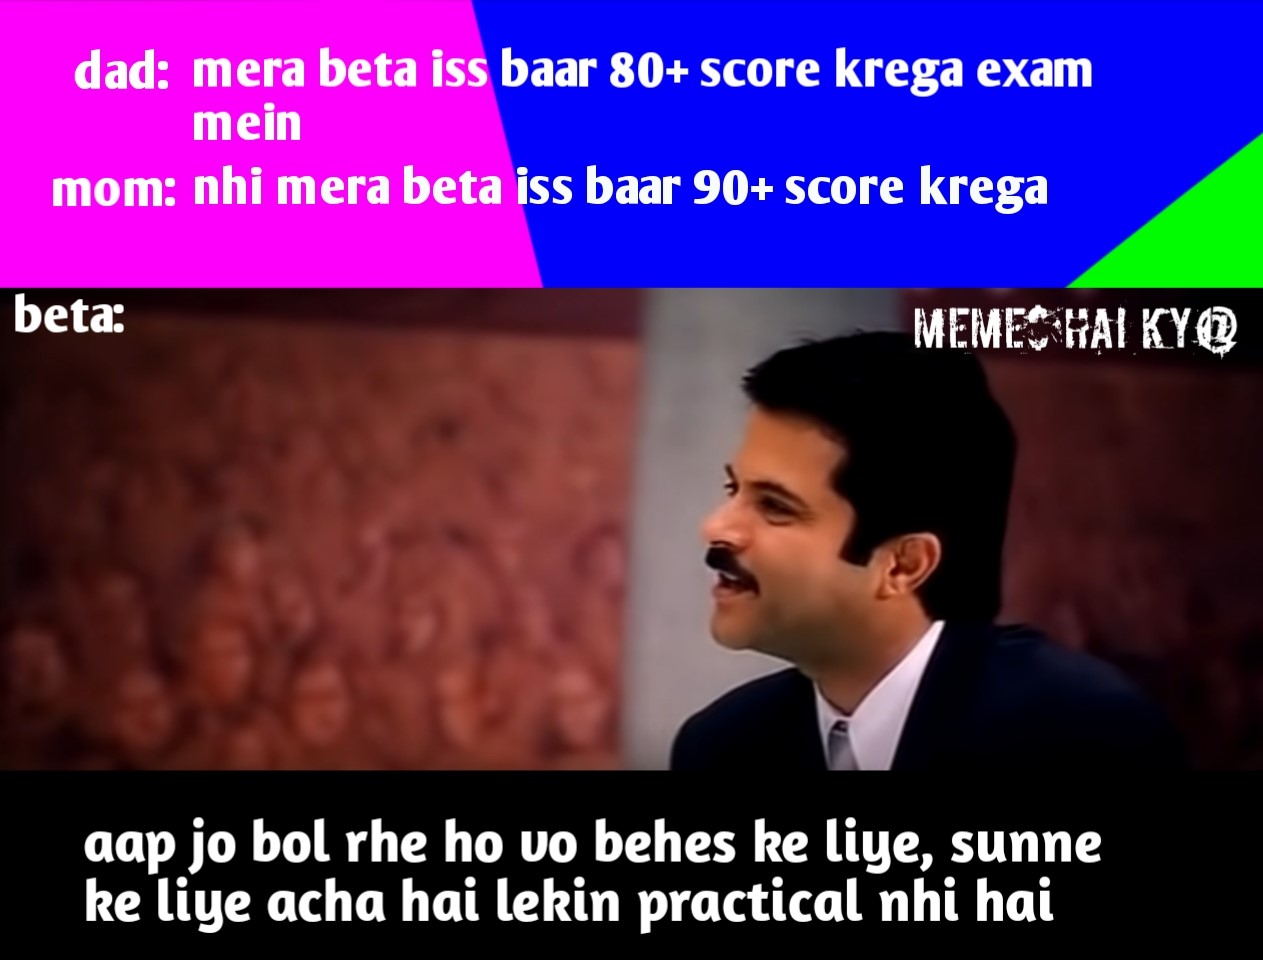 dad: mera beta iss baar 80+ score krega exam
mein
mom: nhi mera beta iss baar 90+ score krega
beta:
MEMES HAI KY@
aap jo bol rhe ho vo behes ke liye, sunne
ke liye acha hai lekin practical nhi hai